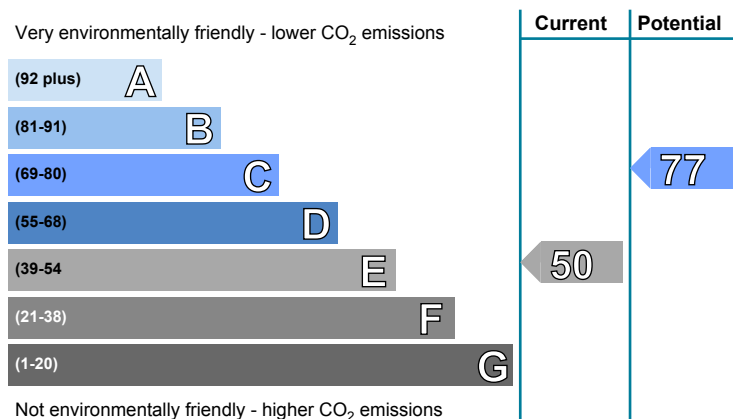 Current Potential
Very environmentally friendly - lower CO₂ emissions
(92 plus) A
(81-91) B
(69-80) C
77
(55-68) D
(39-54 E
50
(21-38) F
(1-20) G
Not environmentally friendly - higher CO₂ emissions